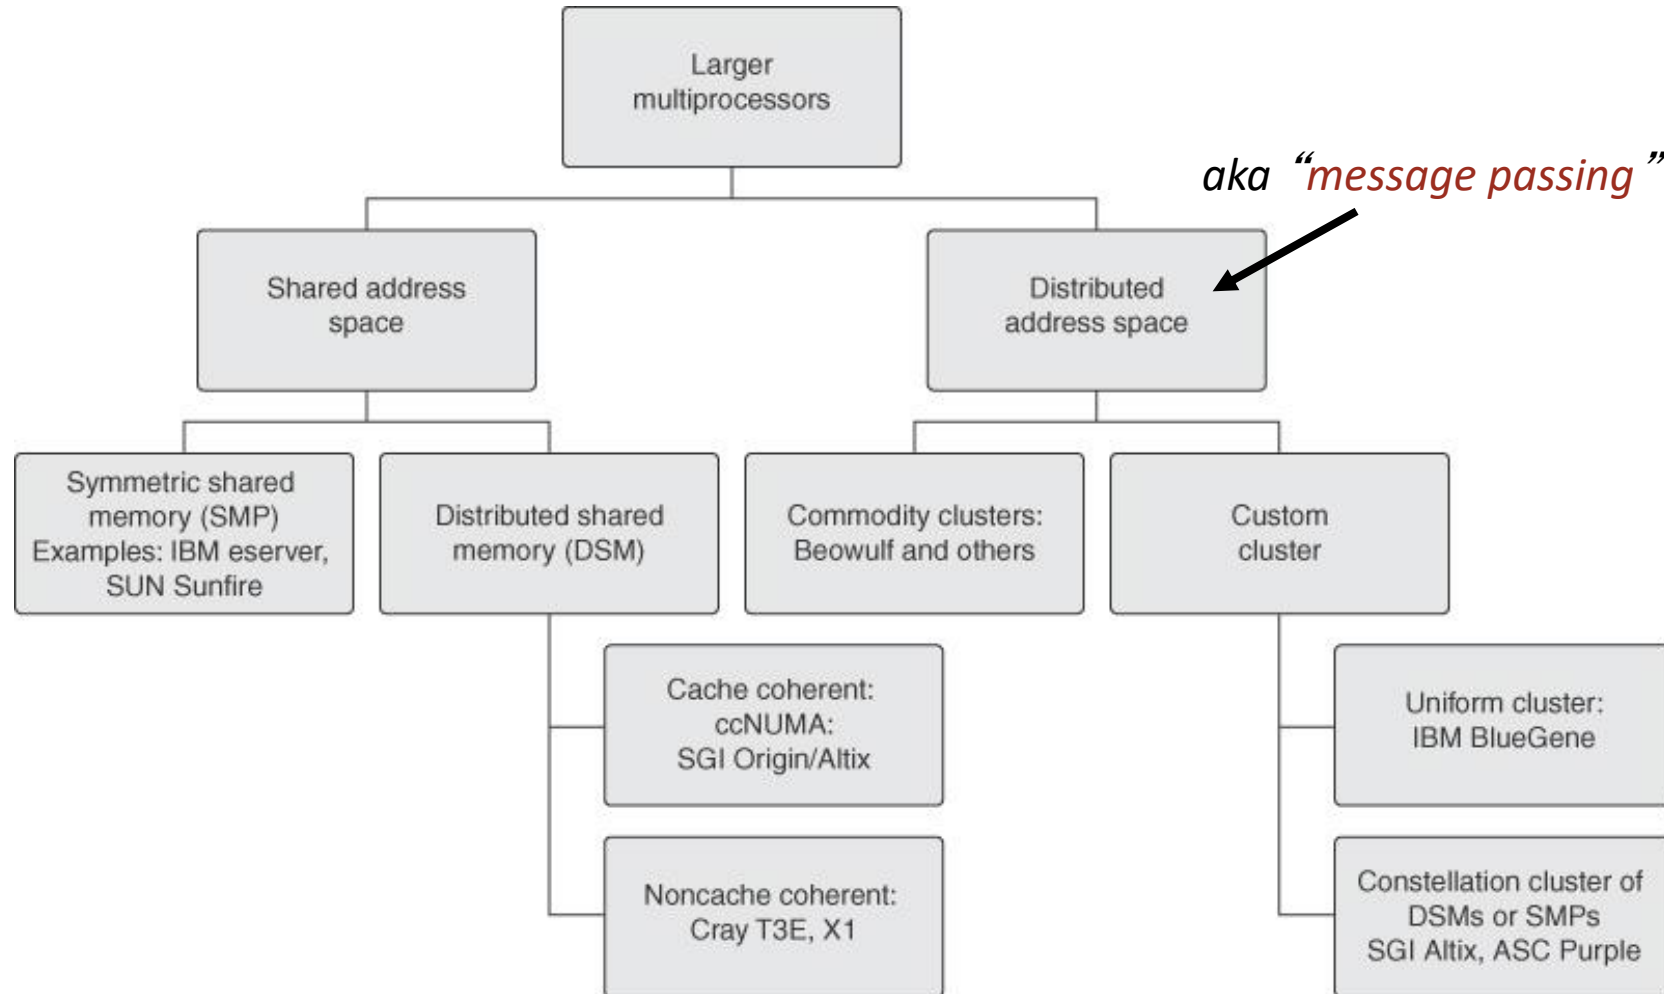 Larger
multiprocessors
aka “message passing ”
Shared address
space
Distributed
address space
Symmetric shared
memory (SMP)
Examples: IBM eserver,
SUN Sunfire
Distributed shared
memory (DSM)
Commodity clusters:
Beowulf and others
Custom
cluster
Cache coherent:
ccNUMA:
SGI Origin/Altix
Uniform cluster:
IBM BlueGene
Noncache coherent:
Cray T3E, X1
Constellation cluster of
DSMs or SMPs
SGI Altix, ASC Purple